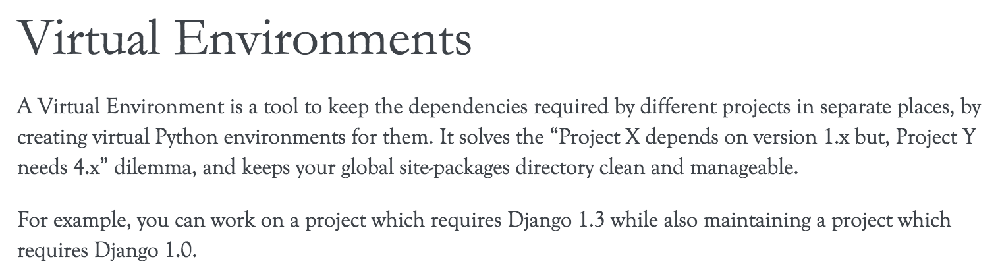 Virtual Environments
A Virtual Environment is a tool to keep the dependencies required by different projects in separate places, by
creating virtual Python environments for them. It solves the “Project X depends on version 1.x but, Project Y
needs 4.x” dilemma, and keeps your global site-packages directory clean and manageable.
For example, you can work on a project which requires Django 1.3 while also maintaining a project which
requires Django 1.0.